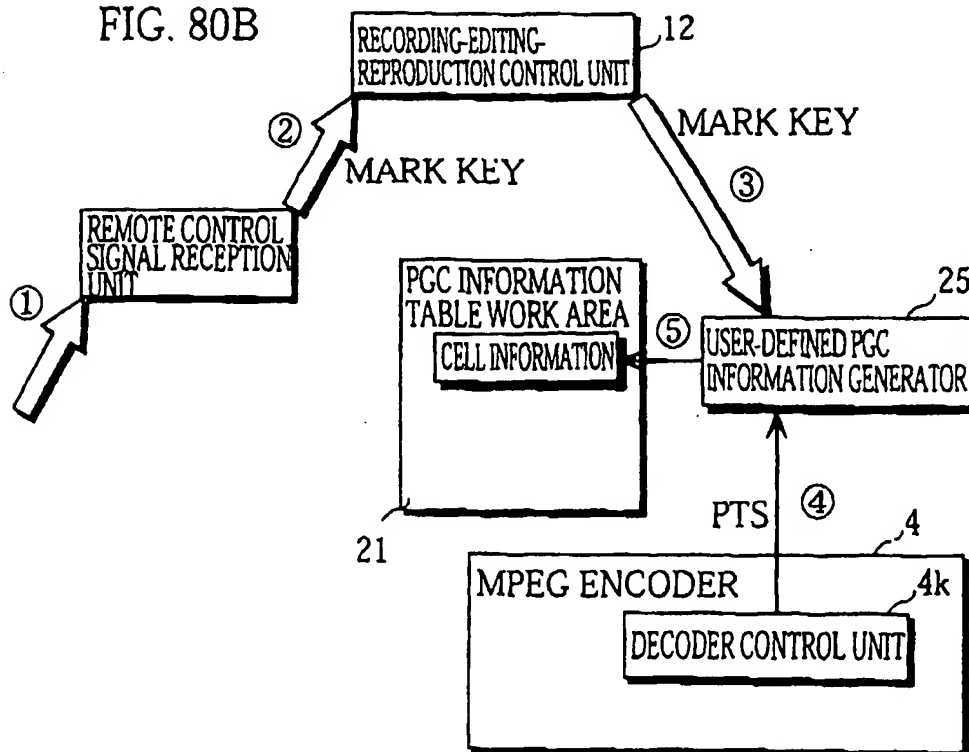 FIG. 80B
RECORDING-EDITING-
REPRODUCTION CONTROL UNIT
12
②
MARK KEY
MARK KEY
③
REMOTE CONTROL
SIGNAL RECEPTION
UNIT
①
PGC INFORMATION
TABLE WORK AREA
CELL INFORMATION
⑤
25
USER-DEFINED PGC
INFORMATION GENERATOR
21
PTS
④
4
MPEG ENCODER
4k
DECODER CONTROL UNIT